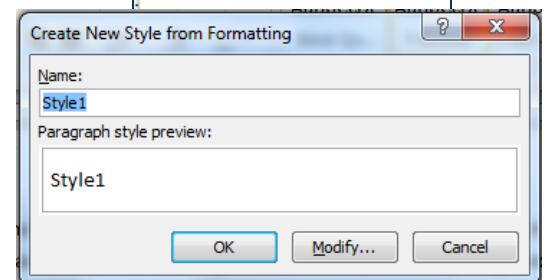 Create New Style from Formatting
?
X
Name:
Style1
Paragraph style preview:
Style1
OK Modify... Cancel